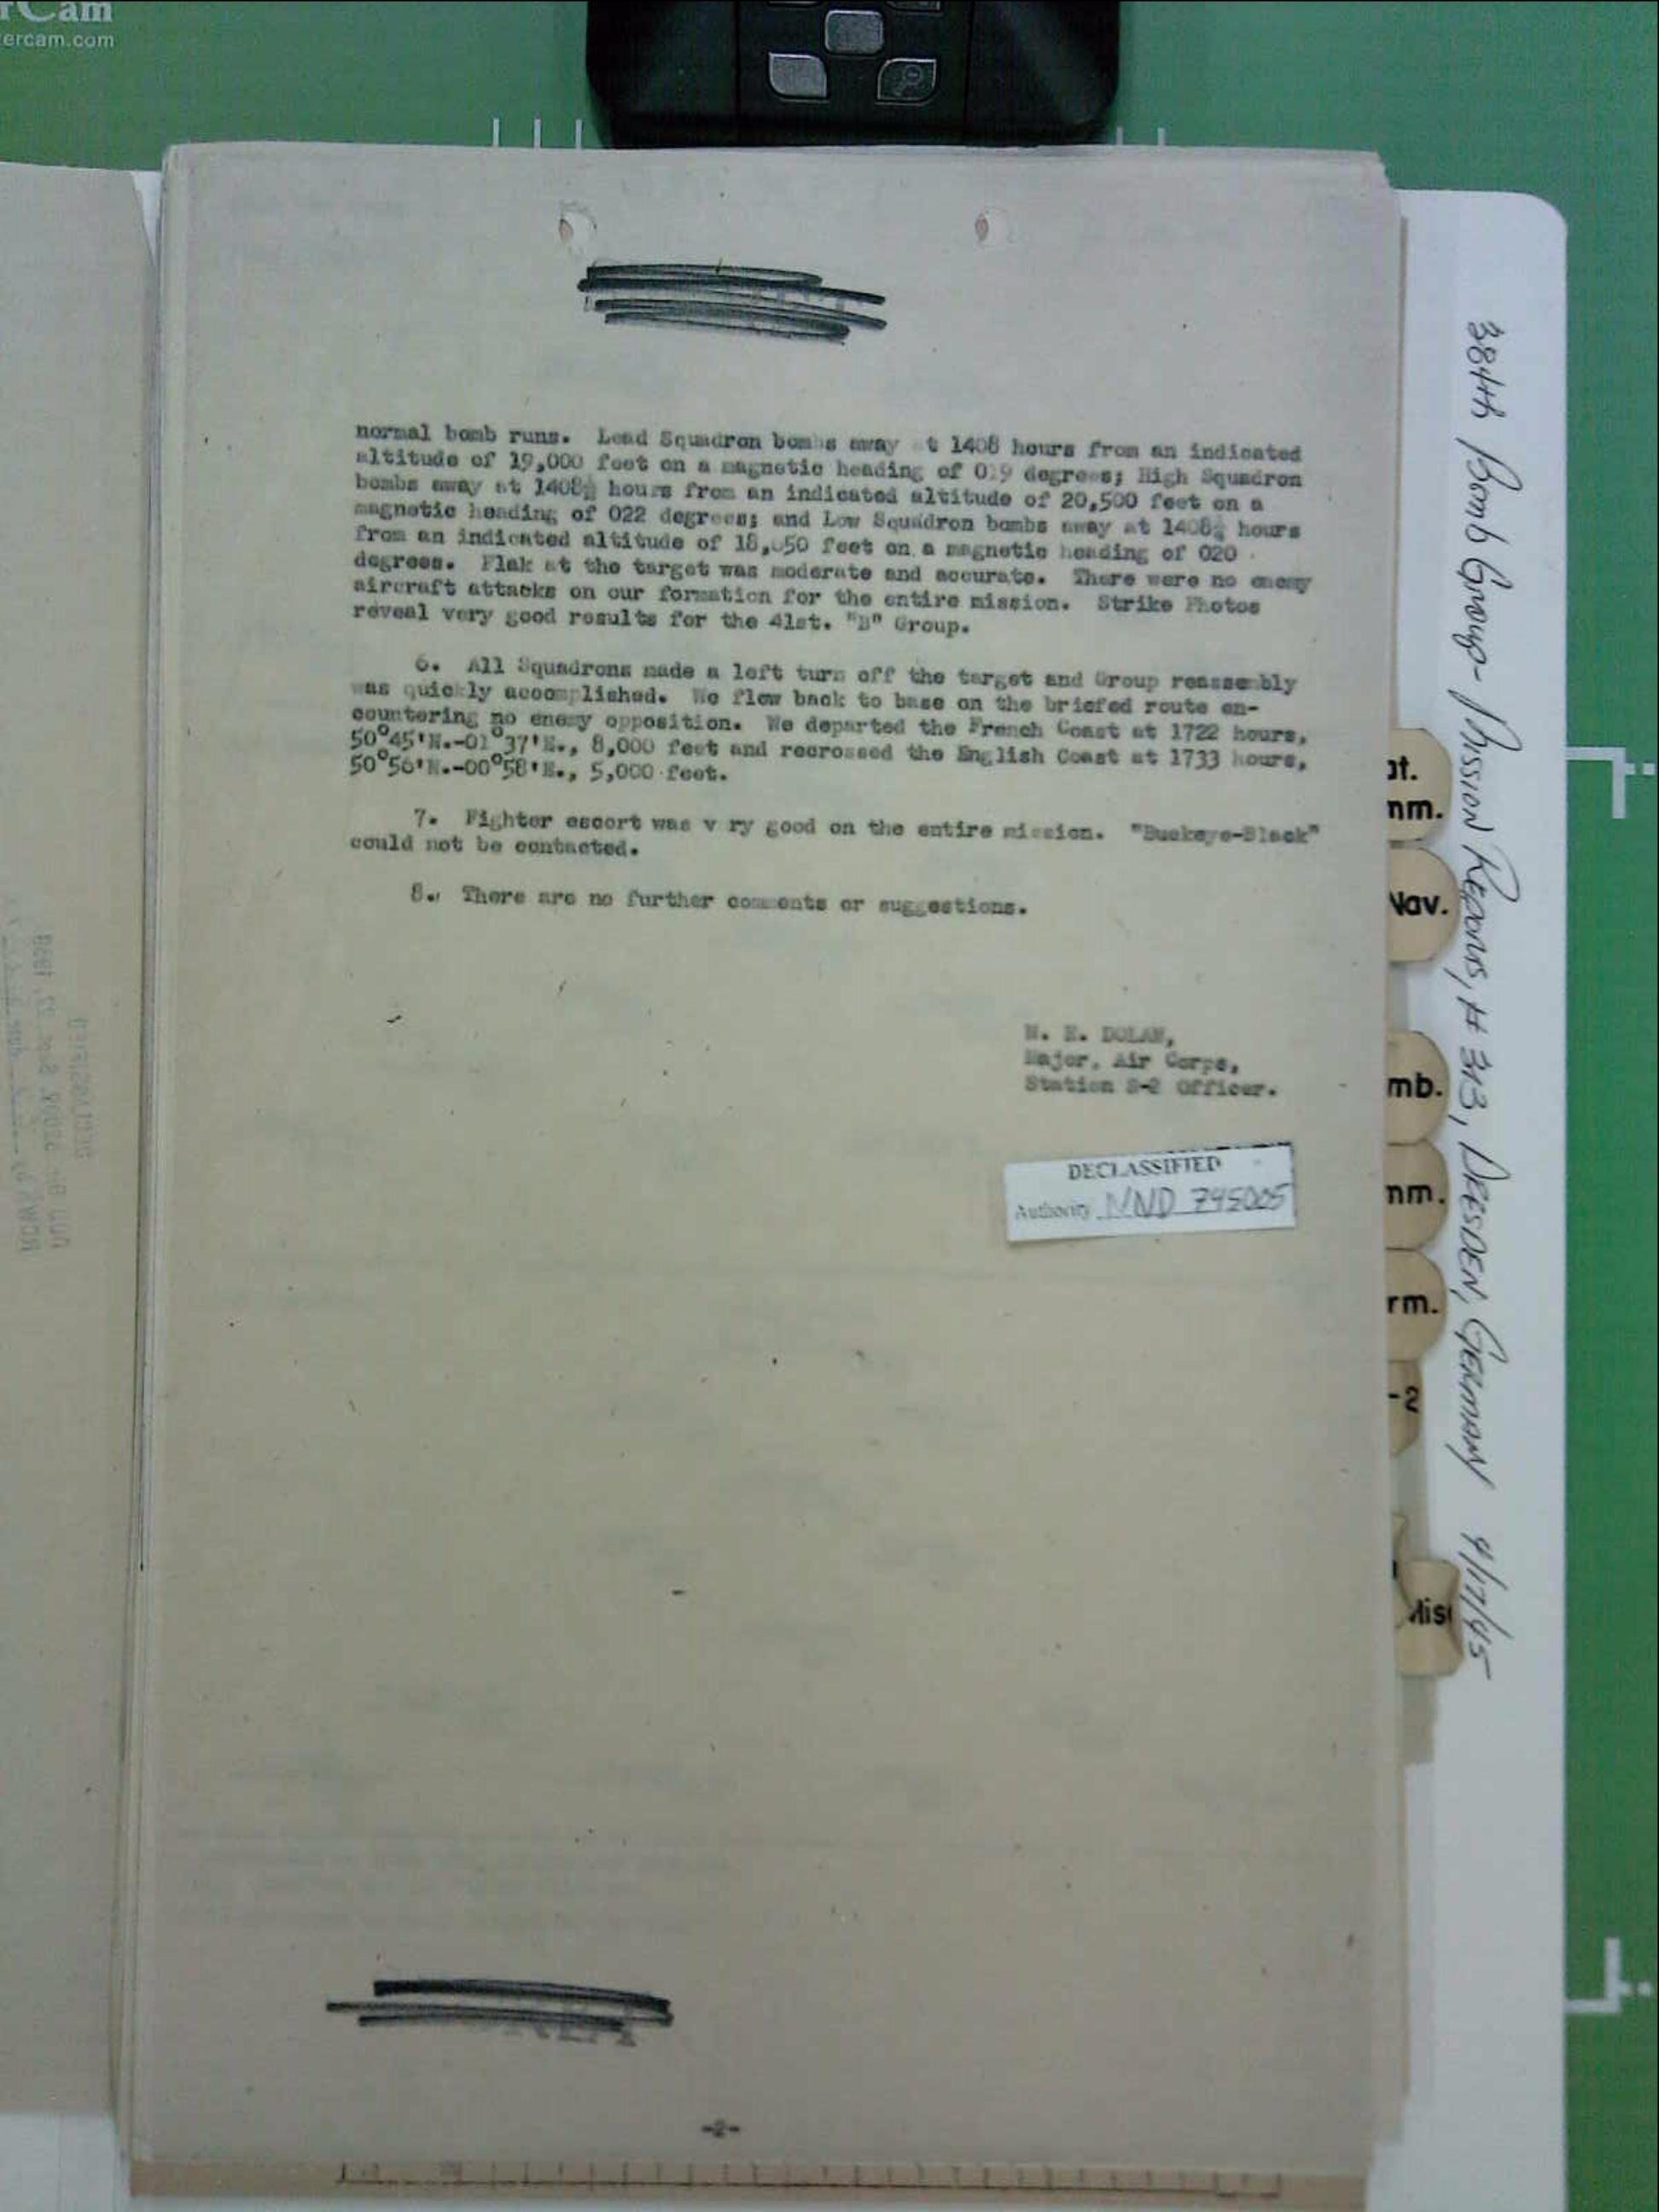 ercam.com
normal bomb runs. Lead Squadron bombs away at 1408 hours from an indicated
altitude of 19,000 feet on a magnetic heading of degrees; High Squadron
bombs away at hours from an indicated altitude of 20,500 feet on a
magnetic heading of 022 degrees; and Low Squadron bombs away at hours
from an indicated altitude of feet on a magnetic heading of 020
degrees. Flak at the target was moderate and accurate. There were no enemy
aircraft attacks on our formation for the entire mission. Strike Photos
reveal very good results for the 41st. "B" Group.
6. All Squadrons made a left turn off the target and Group reassembly
was quickly accomplished. We flew back to base on the briefed route en-
countering no enemy opposition. We departed the French Coast at 1722 hours,
50°45'N.-01°37'E., 8,000 feet and recrossed the English Coast at 1733 hours,
50°56'N.-00°58'E., 5,000 feet.
7. Fighter escort was v ry good on the entire mission. "Buckeye-Black"
could not be contacted.
8. There are no further comments or suggestions.
W. E. DOLAN,
Major, Air Corps,
Station S-2 Officer.
DECLASSIFIED
Authority NND 745005
-2-
at.
mm.
Nav.
mb.
mm.
rm.
-2
Mis
384th Bomb Group - Mission Reports, # 313, Dresden, Germany 4/17/45